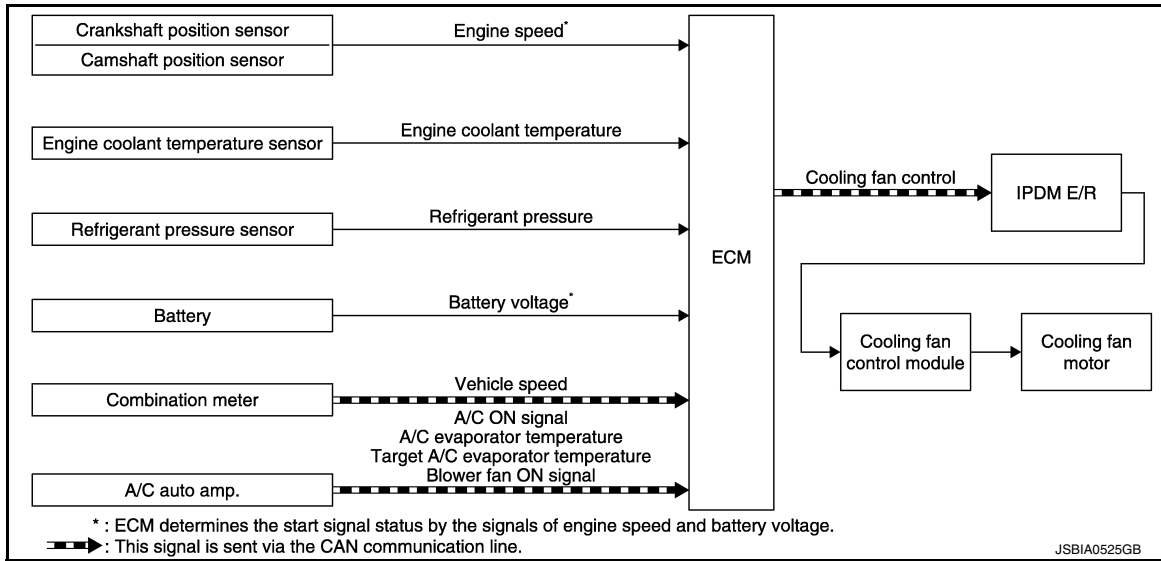 Crankshaft position sensor
Camshaft position sensor
Engine speed*
Engine coolant temperature sensor
Engine coolant temperature
Refrigerant pressure sensor
Refrigerant pressure
Battery
Battery voltage*
Combination meter
Vehicle speed
A/C auto amp.
A/C ON signal
A/C evaporator temperature
Target A/C evaporator temperature
Blower fan ON signal
ECM
Cooling fan control
IPDM E/R
Cooling fan
control module
Cooling fan
motor
* : ECM determines the start signal status by the signals of engine speed and battery voltage.
: This signal is sent via the CAN communication line.
JSBIA0525GB